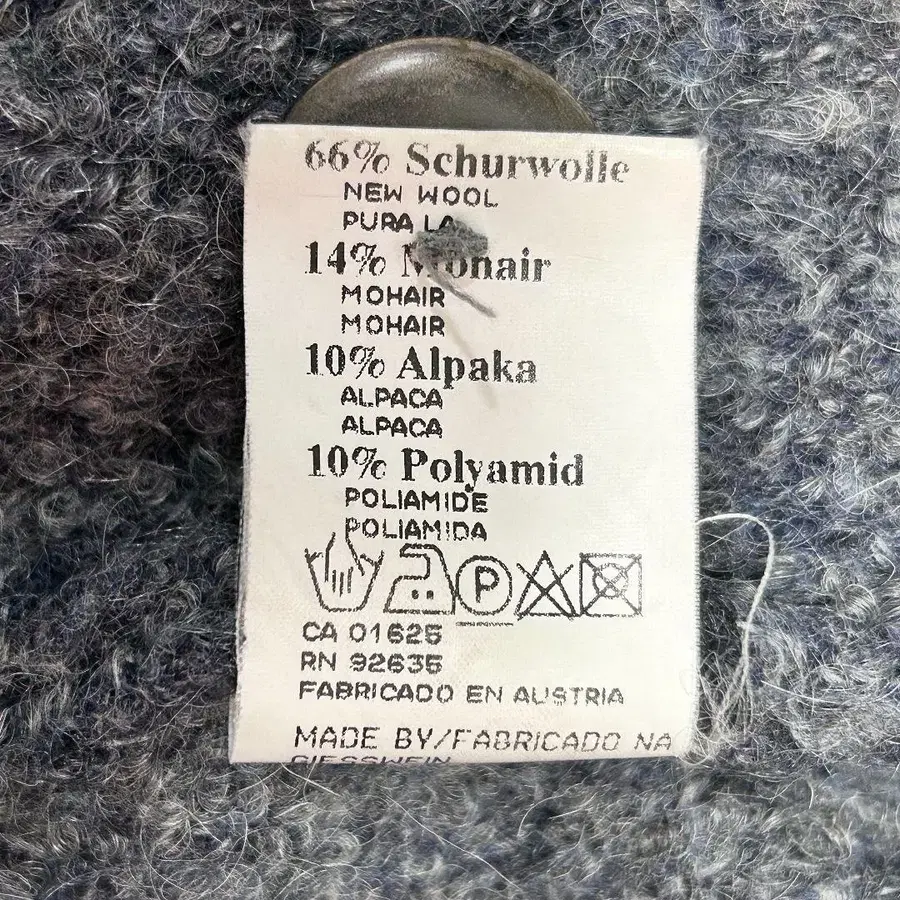 66% Schurwolle
NEW WOOL
PURA LA
14% Mohair
MOHAIR
MOHAIR
10% Alpaka
ALPACA
ALPACA
10% Polyamid
POLIAMIDE
POLIAMIDA
P
CA 01625
RN 92635
FABRICADO EN AUSTRIA
MADE BY/FABRICADO NA
GIESSWEIN